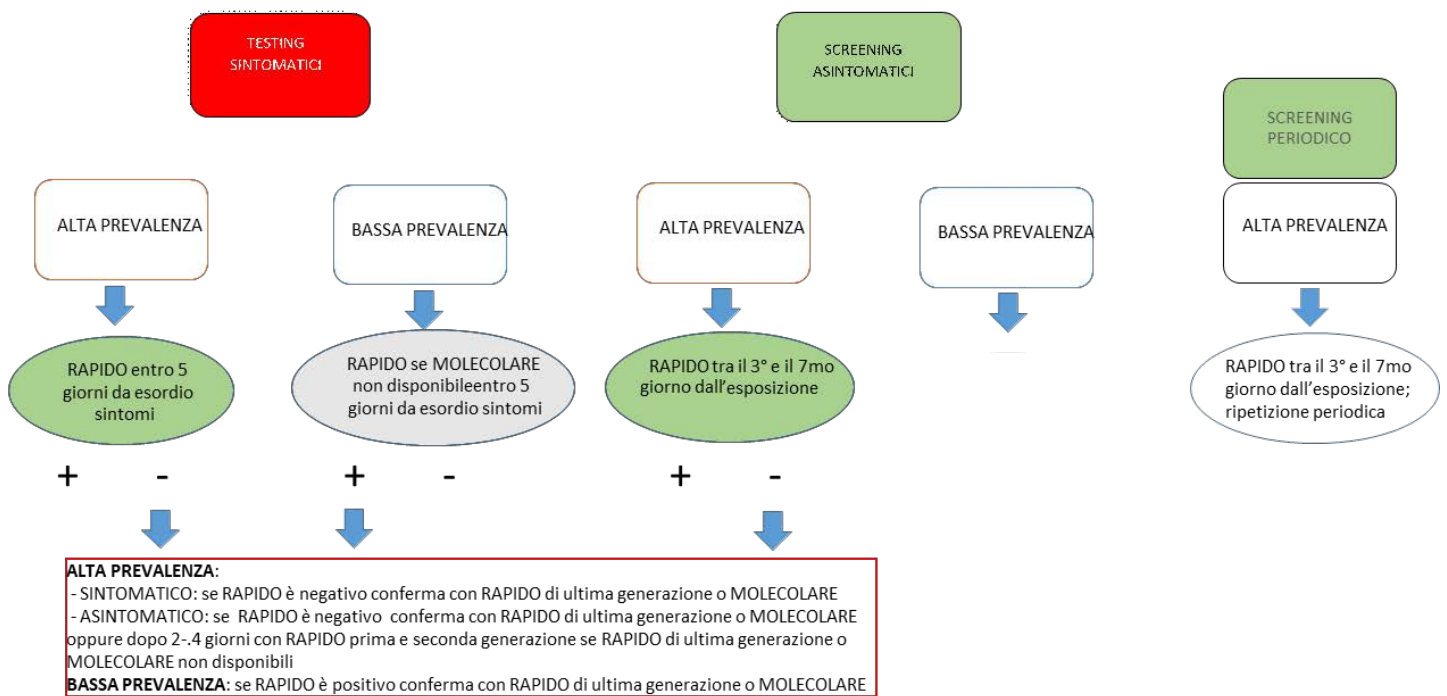 TESTING
SINTOMATICI
SCREENING
ASINTOMATICI
SCREENING
PERIODICO
ALTA PREVALENZA
BASSA PREVALENZA
ALTA PREVALENZA
BASSA PREVALENZA
ALTA PREVALENZA
RAPIDO entro 5
giorni da esordio
sintomi
RAPIDO se MOLECOLARE
non disponibileentro 5
giorni da esordio sintomi
RAPIDO tra il 3° e il 7mo
giorno dall'esposizione
RAPIDO tra il 3° e il 7mo
giorno dall'esposizione;
ripetizione periodica
+ - + - + -
ALTA PREVALENZA:
- SINTOMATICO: se RAPIDO è negativo conferma con RAPIDO di ultima generazione o MOLECOLARE
- ASINTOMATICO: se RAPIDO è negativo conferma con RAPIDO di ultima generazione o MOLECOLARE
oppure dopo 2-.4 giorni con RAPIDO prima e seconda generazione se RAPIDO di ultima generazione o
MOLECOLARE non disponibili
BASSA PREVALENZA: se RAPIDO è positivo conferma con RAPIDO di ultima generazione o MOLECOLARE